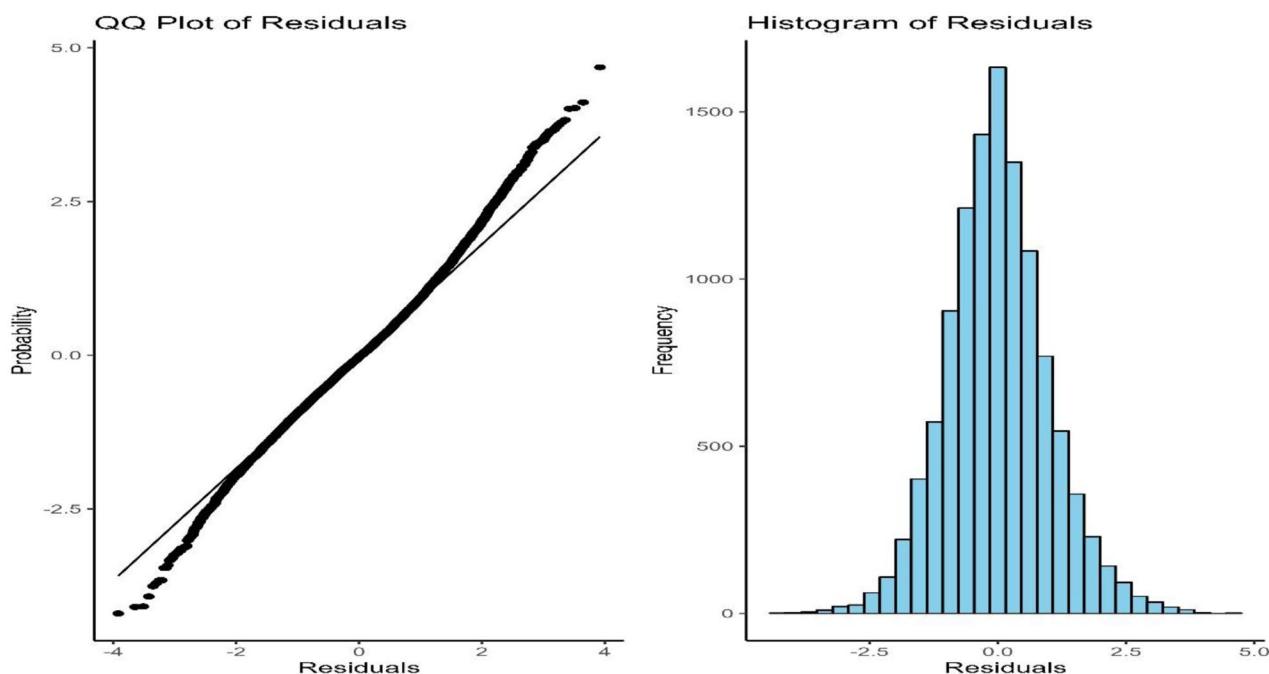 QQ Plot of Residuals
5.0
2.5
0.0
-2.5
Probability
-4 -2 0 2 4
Residuals
Histogram of Residuals
1500
1000
500
0
Frequency
-2.5 0.0 2.5 5.0
Residuals